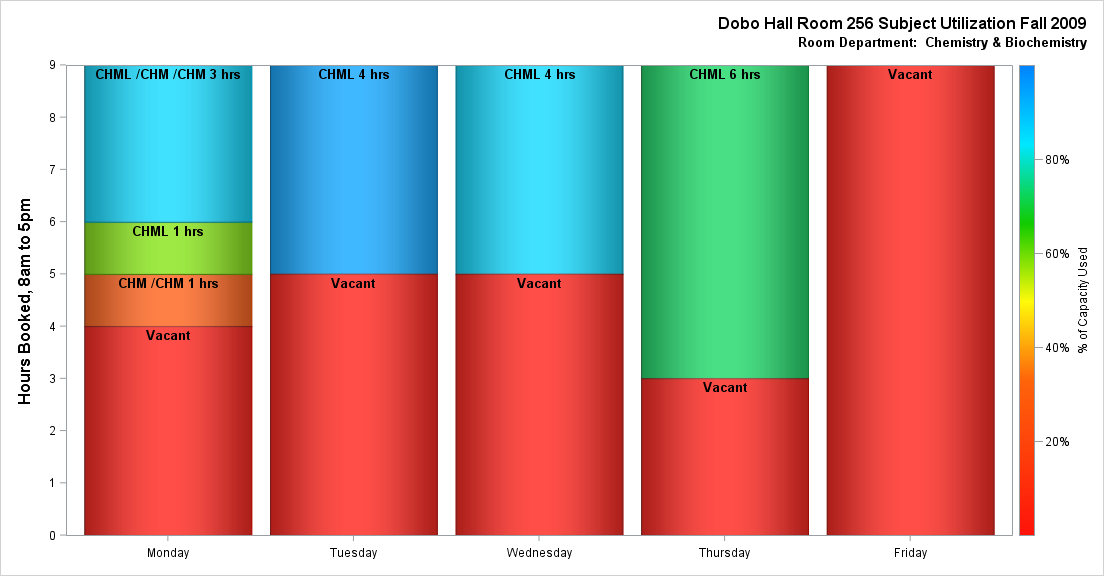 Dobo Hall Room 256 Subject Utilization Fall 2009
Room Department:  Chemistry & Biochemistry
Hours Booked, 8am to 5pm
9
8
7
6
5
4
3
2
1
0
CHML /CHM /CHM 3 hrs
CHML 1 hrs
CHM /CHM 1 hrs
Vacant
CHML 4 hrs
Vacant
CHML 4 hrs
Vacant
CHML 6 hrs
Vacant
Vacant
Monday
Tuesday
Wednesday
Thursday
Friday
80%
60%
40%
20%
% of Capacity Used